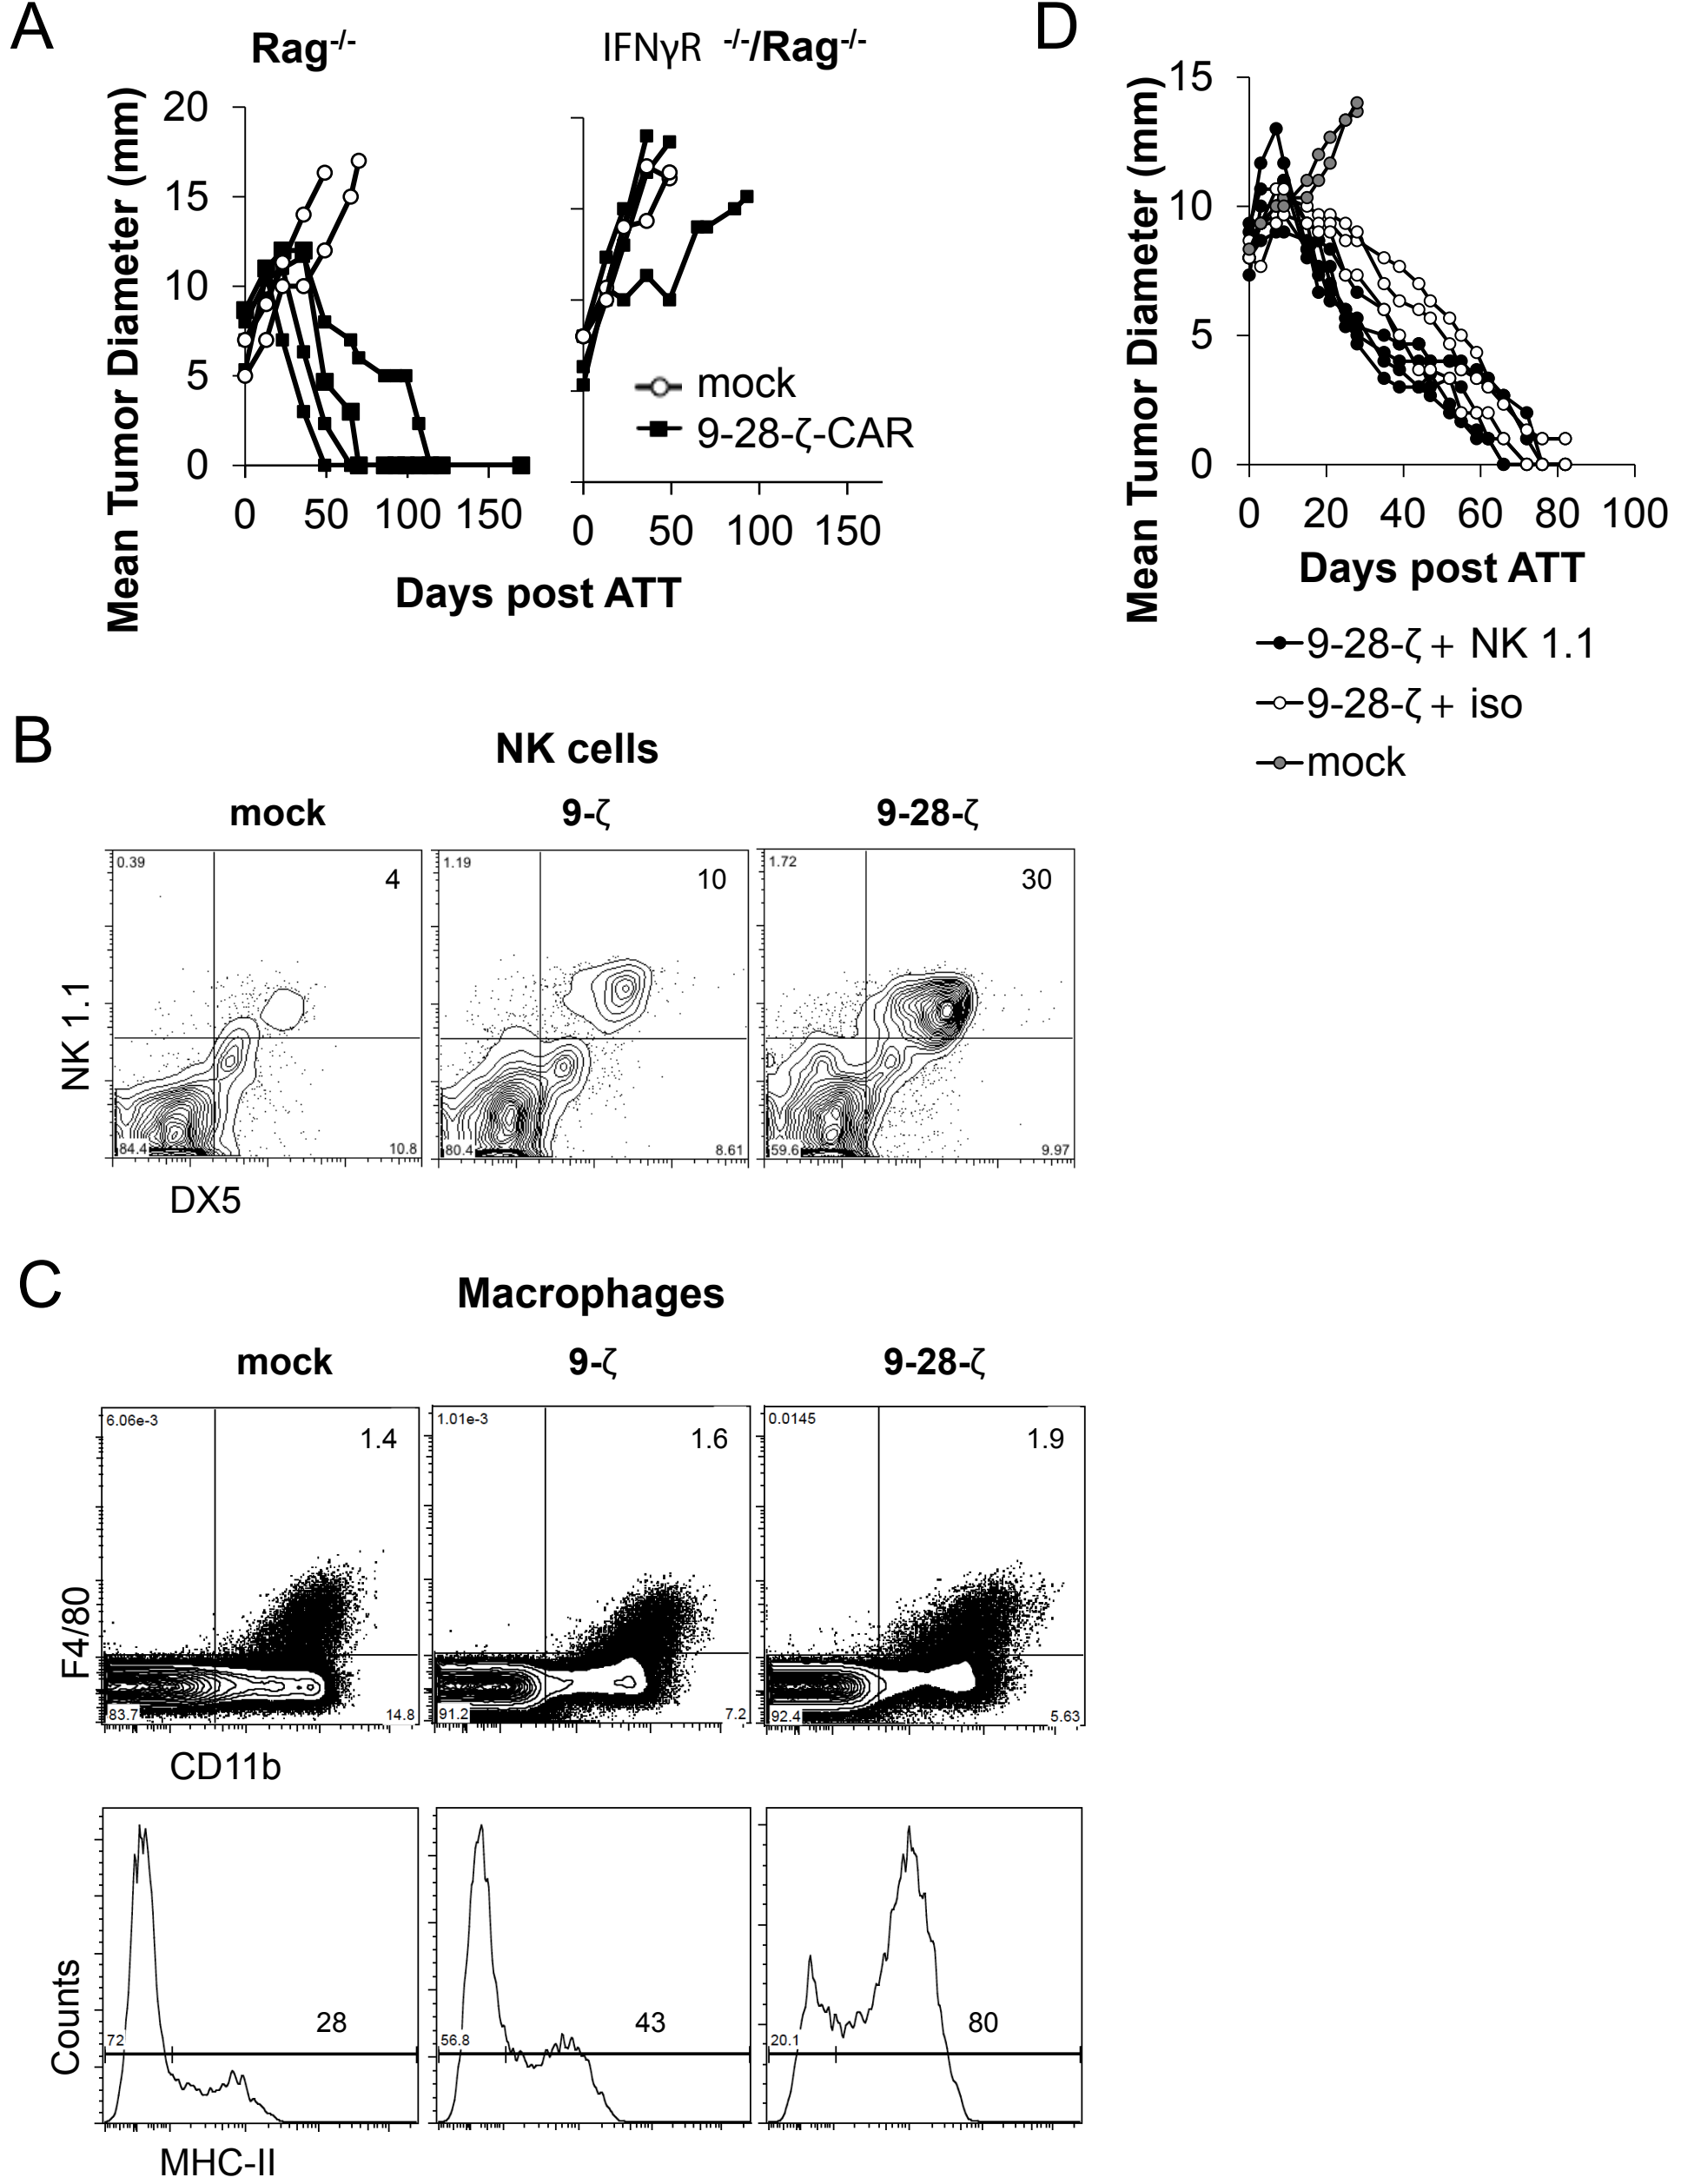 A
Rag-/-
IFNγR -/-/Rag-/-
Mean Tumor Diameter (mm)
20
15
10
5
0
0 50 100 150
0 50 100 150
mock
9-28-ζ-CAR
Days post ATT
D
Mean Tumor Diameter (mm)
15
10
5
0
0 20 40 60 80 100
Days post ATT
9-28-ζ + NK 1.1
9-28-ζ + iso
mock
B
NK cells
mock 9-ζ 9-28-ζ
NK 1.1
0.39 4
84.4 10.8
1.19 10
80.4 8.61
1.72 30
59.6 9.97
DX5
C
Macrophages
mock 9-ζ 9-28-ζ
F4/80
6.06e-3 1.4
83.7 14.8
1.01e-3 1.6
91.2 7.2
0.0145 1.9
92.4 5.63
CD11b
Counts
72 28
56.8 43
20.1 80
MHC-II